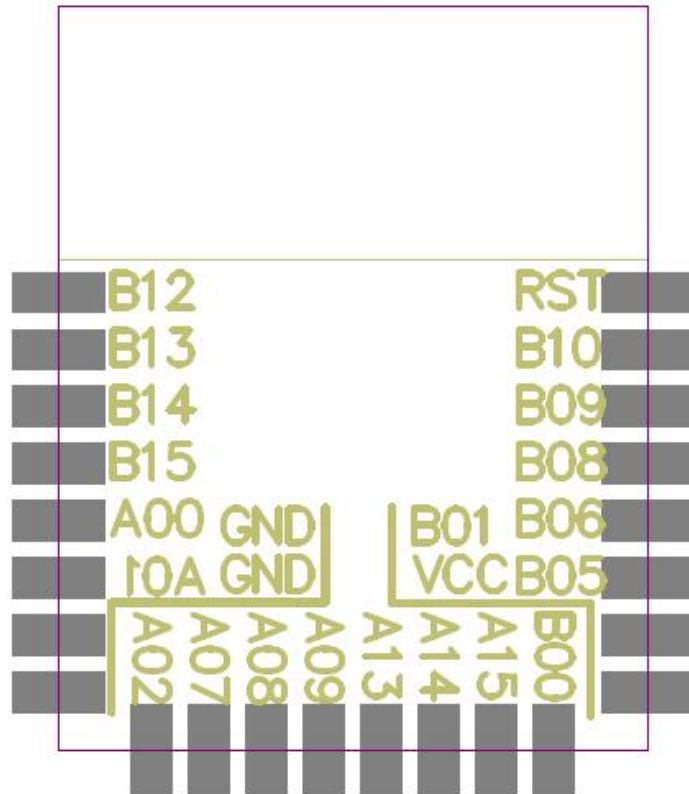 B12 RST
B13 B10
B14 B09
B15 B08
A00 GND B01 B06
A01 GND VCC B05
A02
A07
A08
A09
A13
A14
A15
B00